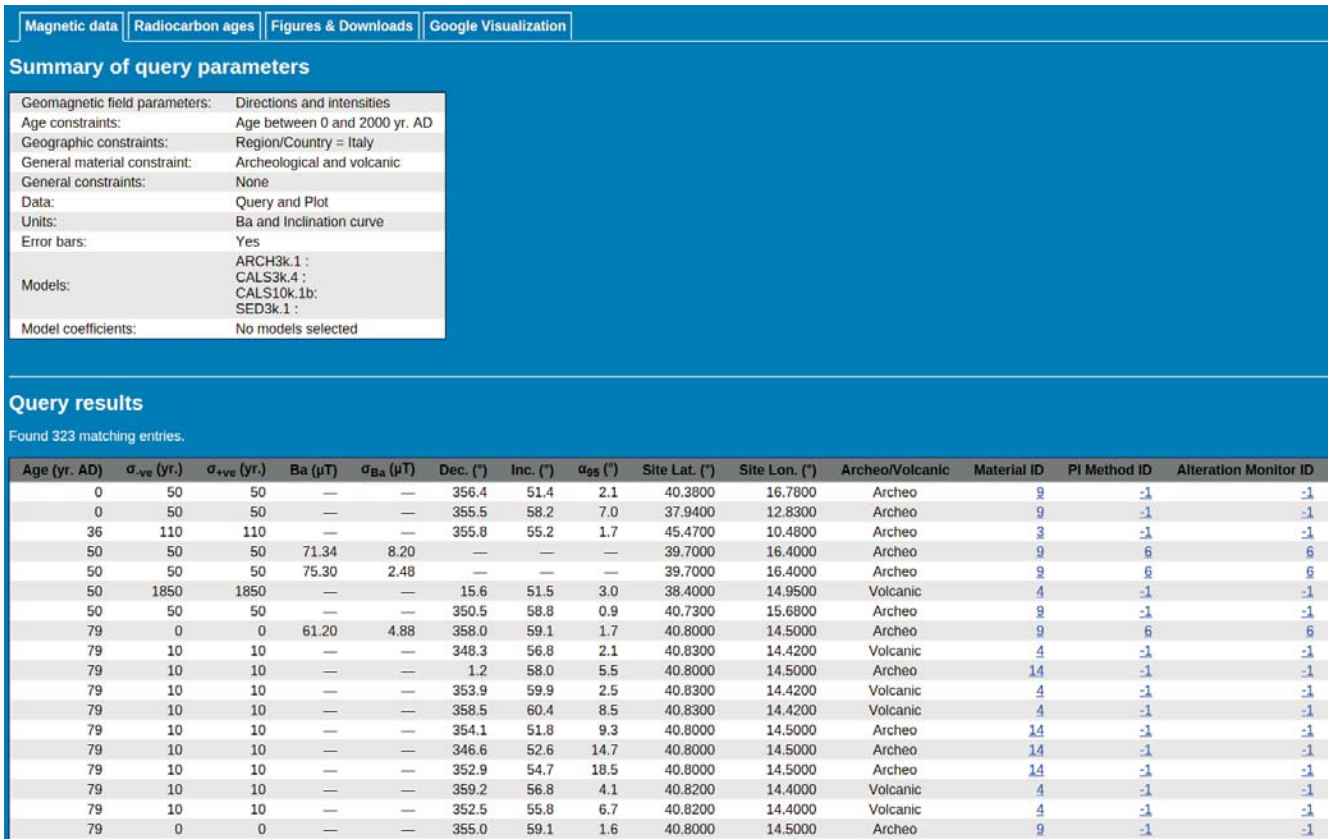 Magnetic data Radiocarbon ages Figures & Downloads Google Visualization
Summary of query parameters
Geomagnetic field parameters: Directions and intensities
Age constraints: Age between 0 and 2000 yr. AD
Geographic constraints: Region/Country = Italy
General material constraint: Archeological and volcanic
General constraints: None
Data: Query and Plot
Units: Ba and Inclination curve
Error bars: Yes
Models: ARCH3k.1 :
CALS3k.4 :
CALS10k.1b:
SED3k.1 :
Model coefficients: No models selected
Query results
Found 323 matching entries.
Age (yr. AD) σ-ve (yr.) σ+ve (yr.) Ba (μT) σBa (μT) Dec. (°) Inc. (°) α95 (°) Site Lat. (°) Site Lon. (°) Archeo/Volcanic Material ID PI Method ID Alteration Monitor ID
0 50 50 — — 356.4 51.4 2.1 40.3800 16.7800 Archeo 9 -1 -1
0 50 50 — — 355.5 58.2 7.0 37.9400 12.8300 Archeo 9 -1 -1
36 110 110 — — 355.8 55.2 1.7 45.4700 10.4800 Archeo 3 -1 -1
50 50 50 71.34 8.20 — — — 39.7000 16.4000 Archeo 9 6 6
50 50 50 75.30 2.48 — — — 39.7000 16.4000 Archeo 9 6 6
50 1850 1850 — — 15.6 51.5 3.0 38.4000 14.9500 Volcanic 4 -1 -1
50 50 50 — — 350.5 58.8 0.9 40.7300 15.6800 Archeo 9 -1 -1
79 0 0 61.20 4.88 358.0 59.1 1.7 40.8000 14.5000 Archeo 9 6 6
79 10 10 — — 348.3 56.8 2.1 40.8300 14.4200 Volcanic 4 -1 -1
79 10 10 — — 1.2 58.0 5.5 40.8000 14.5000 Archeo 14 -1 -1
79 10 10 — — 353.9 59.9 2.5 40.8300 14.4200 Volcanic 4 -1 -1
79 10 10 — — 358.5 60.4 8.5 40.8300 14.4200 Volcanic 4 -1 -1
79 10 10 — — 354.1 51.8 9.3 40.8000 14.5000 Archeo 14 -1 -1
79 10 10 — — 346.6 52.6 14.7 40.8000 14.5000 Archeo 14 -1 -1
79 10 10 — — 352.9 54.7 18.5 40.8000 14.5000 Archeo 14 -1 -1
79 10 10 — — 359.2 56.8 4.1 40.8200 14.4000 Volcanic 4 -1 -1
79 10 10 — — 352.5 55.8 6.7 40.8200 14.4000 Volcanic 4 -1 -1
79 0 0 — — 355.0 59.1 1.6 40.8000 14.5000 Archeo 9 -1 -1